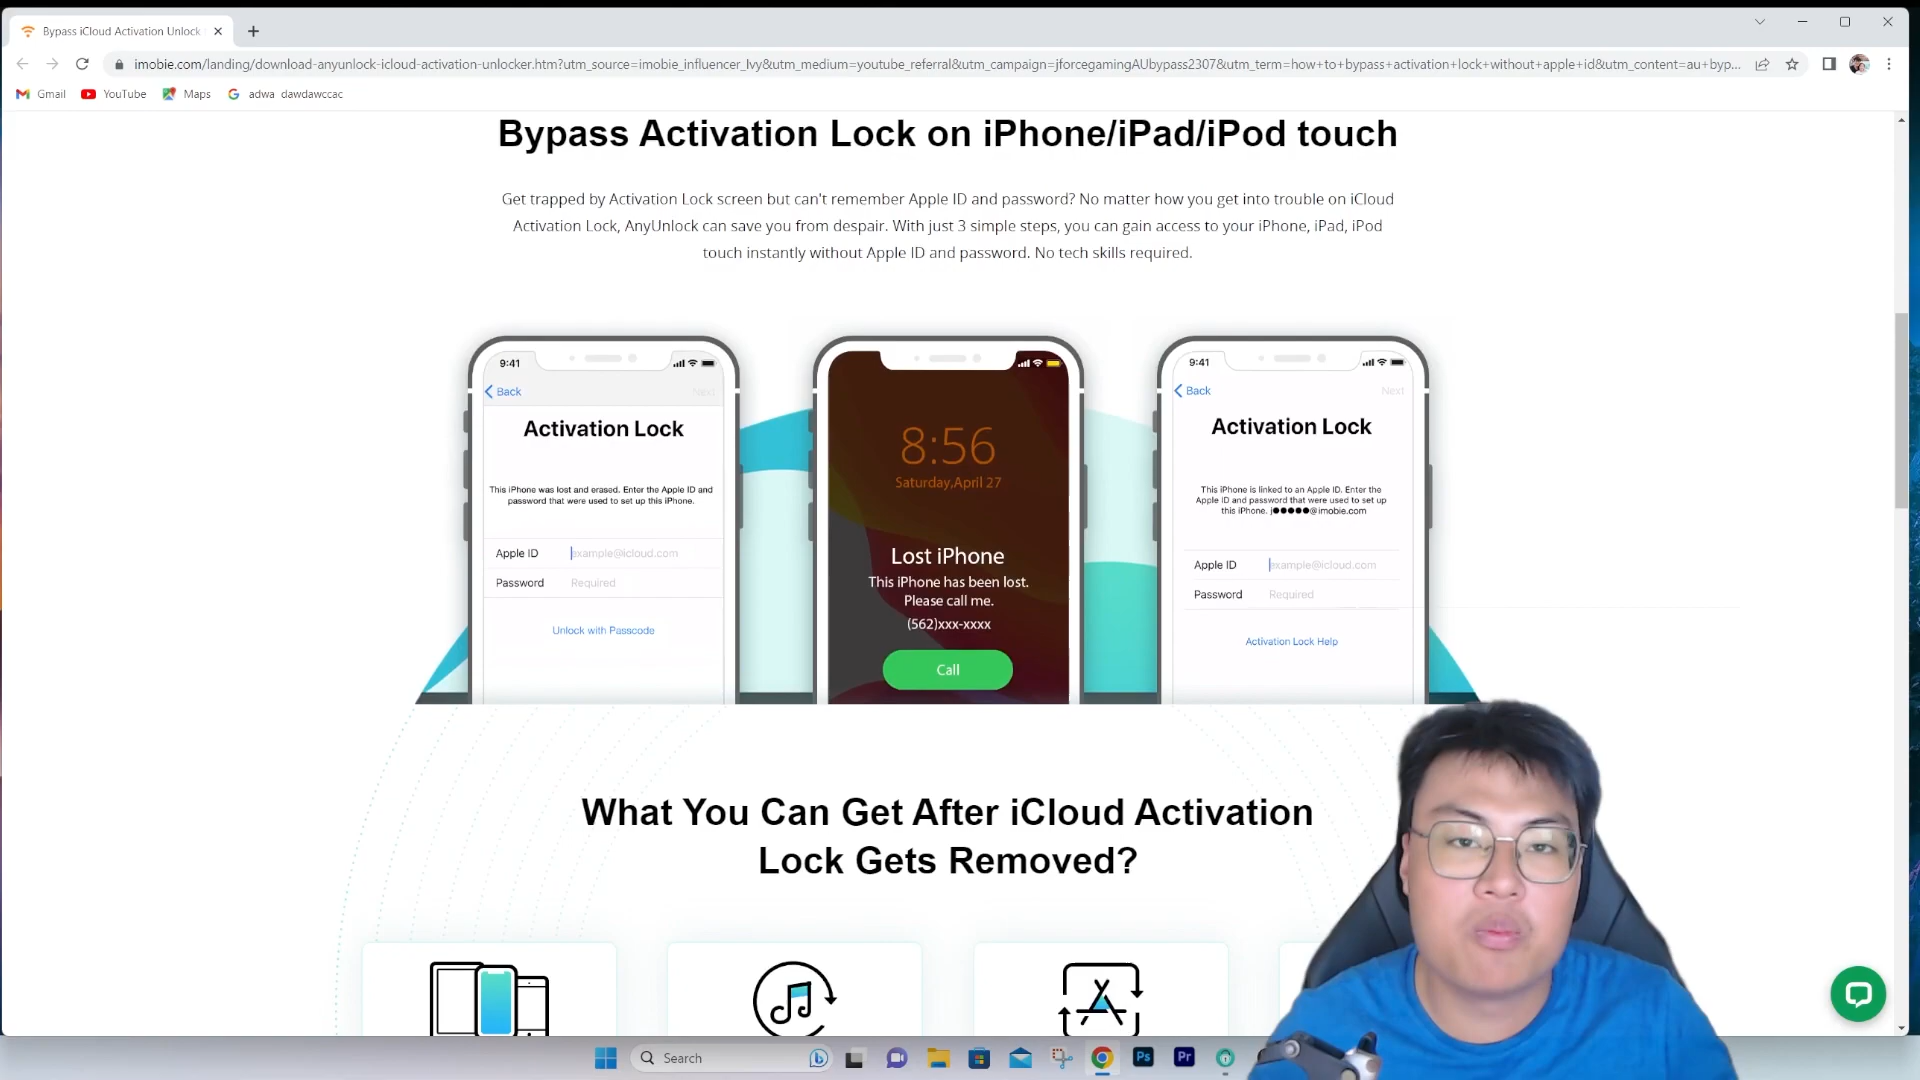 Bypass iCloud Activation Unlock
imobie.com/landing/download-anyunlock-icloud-activation-unlocker.htm?utm_source=imobie_influencer_Ivy&utm_medium=youtube_referral&utm_campaign=jforcegamingAUbypass2307&utm_term=how+to+bypass+activation+lock+without+apple+id&utm_content=au+byp...
Gmail YouTube Maps adwa dawdawccac
Bypass Activation Lock on iPhone/iPad/iPod touch
Get trapped by Activation Lock screen but can't remember Apple ID and password? No matter how you get into trouble on iCloud
Activation Lock, AnyUnlock can save you from despair. With just 3 simple steps, you can gain access to your iPhone, iPad, iPod
touch instantly without Apple ID and password. No tech skills required.
9:41
Back Next
Activation Lock
This iPhone was lost and erased. Enter the Apple ID and
password that were used to set up this iPhone.
Apple ID example@icloud.com
Password Required
Unlock with Passcode
8:56
Saturday,April 27
Lost iPhone
This iPhone has been lost.
Please call me.
(562)xxx-xxxx
Call
9:41
Back Next
Activation Lock
This iPhone is linked to an Apple ID. Enter the
Apple ID and password that were used to set up
this iPhone. j●●●●●@imobie.com
Apple ID example@icloud.com
Password Required
Activation Lock Help
What You Can Get After iCloud Activation
Lock Gets Removed?
Search
Ps
Pr